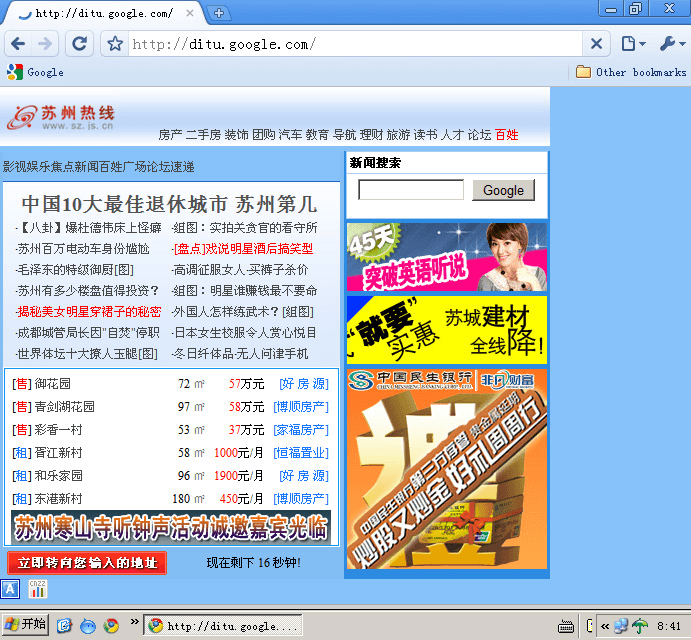 http://ditu.google.com/
http://ditu.google.com/
Google
Other bookmarks
苏州热线
www.sz.js.cn
房产 二手房 装饰 团购 汽车 教育 导航 理财 旅游 读书 人才 论坛 百姓
影视娱乐焦点新闻百姓广场论坛速递
中国10大最佳退休城市 苏州第几
·【八卦】爆杜德伟床上怪癖 ·组图：实拍关贪官的看守所
·苏州百万电动车身份尴尬 ·[盘点]戏说明星酒后搞笑型
·毛泽东的特级御厨[图] ·高调征服女人-买裤子杀价
·苏州有多少楼盘值得投资？ ·组图：明星谁赚钱最不要命
·揭秘美女明星穿裙子的秘密 ·外国人怎样练武术？[组图]
·成都城管局长因"自焚"停职 ·日本女生校服令人赏心悦目
·世界体坛十大撩人玉腿[图] ·冬日纤体品-无人问津手机
[售] 御花园 72 ㎡ 57万元 [好 房 源]
[售] 青剑湖花园 97 ㎡ 58万元 [博顺房产]
[售] 彩香一村 53 ㎡ 37万元 [家福房产]
[租] 胥江新村 58 ㎡ 1000元/月 [恒福置业]
[租] 和乐家园 96 ㎡ 1900元/月 [好 房 源]
[租] 东港新村 180 ㎡ 450元/月 [博顺房产]
苏州寒山寺听钟声活动诚邀嘉宾光临
立即转向您输入的地址 现在剩下 16 秒钟!
新闻搜索
Google
45天
突破英语听说
"就要"
实惠
苏城建材
全线降!
中国民生银行 非凡财富
CHINA MINSHENG BANKING CORP.,LTD.
中国民生银行第三方存管 贵金属延期
炒股又炒金 好礼周周行
A
CNZZ
开始
http://ditu.google....
8:41